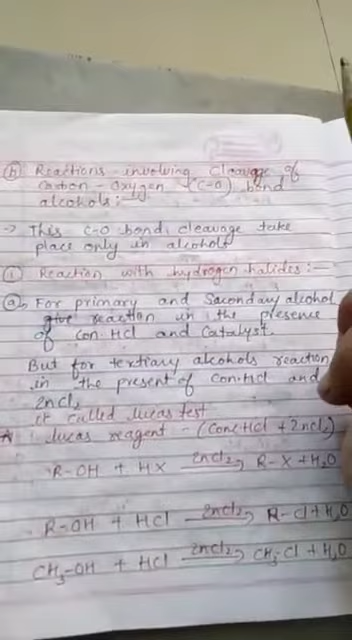 (b) Reactions involving Cleavage of
Carbon - Oxygen (C-O) bond
alcohols :-
→ This C-O bond cleavage take
place only in alcohols
① Reaction with hydrogen halides :-
(a) For primary and Secondary alcohol
give reaction in the presence
of Con. HCl and Catalyst.
But for tertiary alcohols reaction
in the present of Con. HCl and
ZnCl2
it called lucas test
* Lucas reagent - (Conc HCl + ZnCl2)
R-OH + HX ZnCl2→ R-X + H2O
R-OH + HCl ZnCl2→ R-Cl + H2O
CH3-OH + HCl ZnCl2→ CH3-Cl + H2O